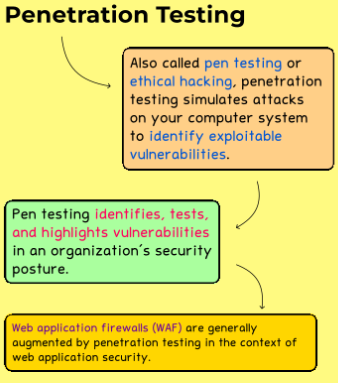 Penetration Testing
Also called pen testing or
ethical hacking, penetration
testing simulates attacks
on your computer system
to identify exploitable
vulnerabilities.
Pen testing identifies, tests,
and highlights vulnerabilities
in an organization's security
posture.
Web application firewalls (WAF) are generally
augmented by penetration testing in the context of
web application security.